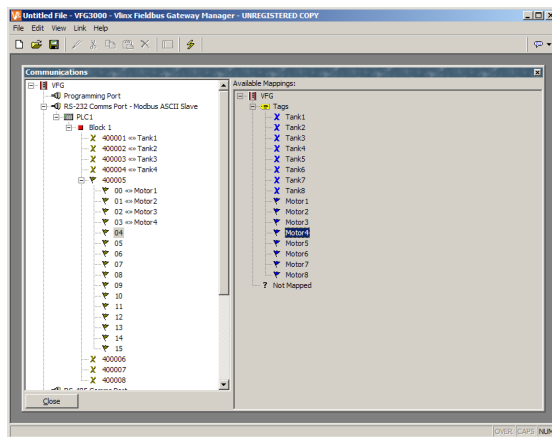 Untitled File - VFG3000 - Vlinx Fieldbus Gateway Manager - UNREGISTERED COPY
File Edit View Link Help
Communications
VFG
Programming Port
RS-232 Comms Port - Modbus ASCII Slave
PLC1
Block 1
400001 <=> Tank1
400002 <=> Tank2
400003 <=> Tank3
400004 <=> Tank4
400005
00 <=> Motor1
01 <=> Motor2
02 <=> Motor3
03 <=> Motor4
04
05
06
07
08
09
10
11
12
13
14
15
400006
400007
400008
RS-485 Comms Port
Close
Available Mappings:
VFG
Tags
Tank1
Tank2
Tank3
Tank4
Tank5
Tank6
Tank7
Tank8
Motor1
Motor2
Motor3
Motor4
Motor5
Motor6
Motor7
Motor8
? Not Mapped
OVER CAPS NUM